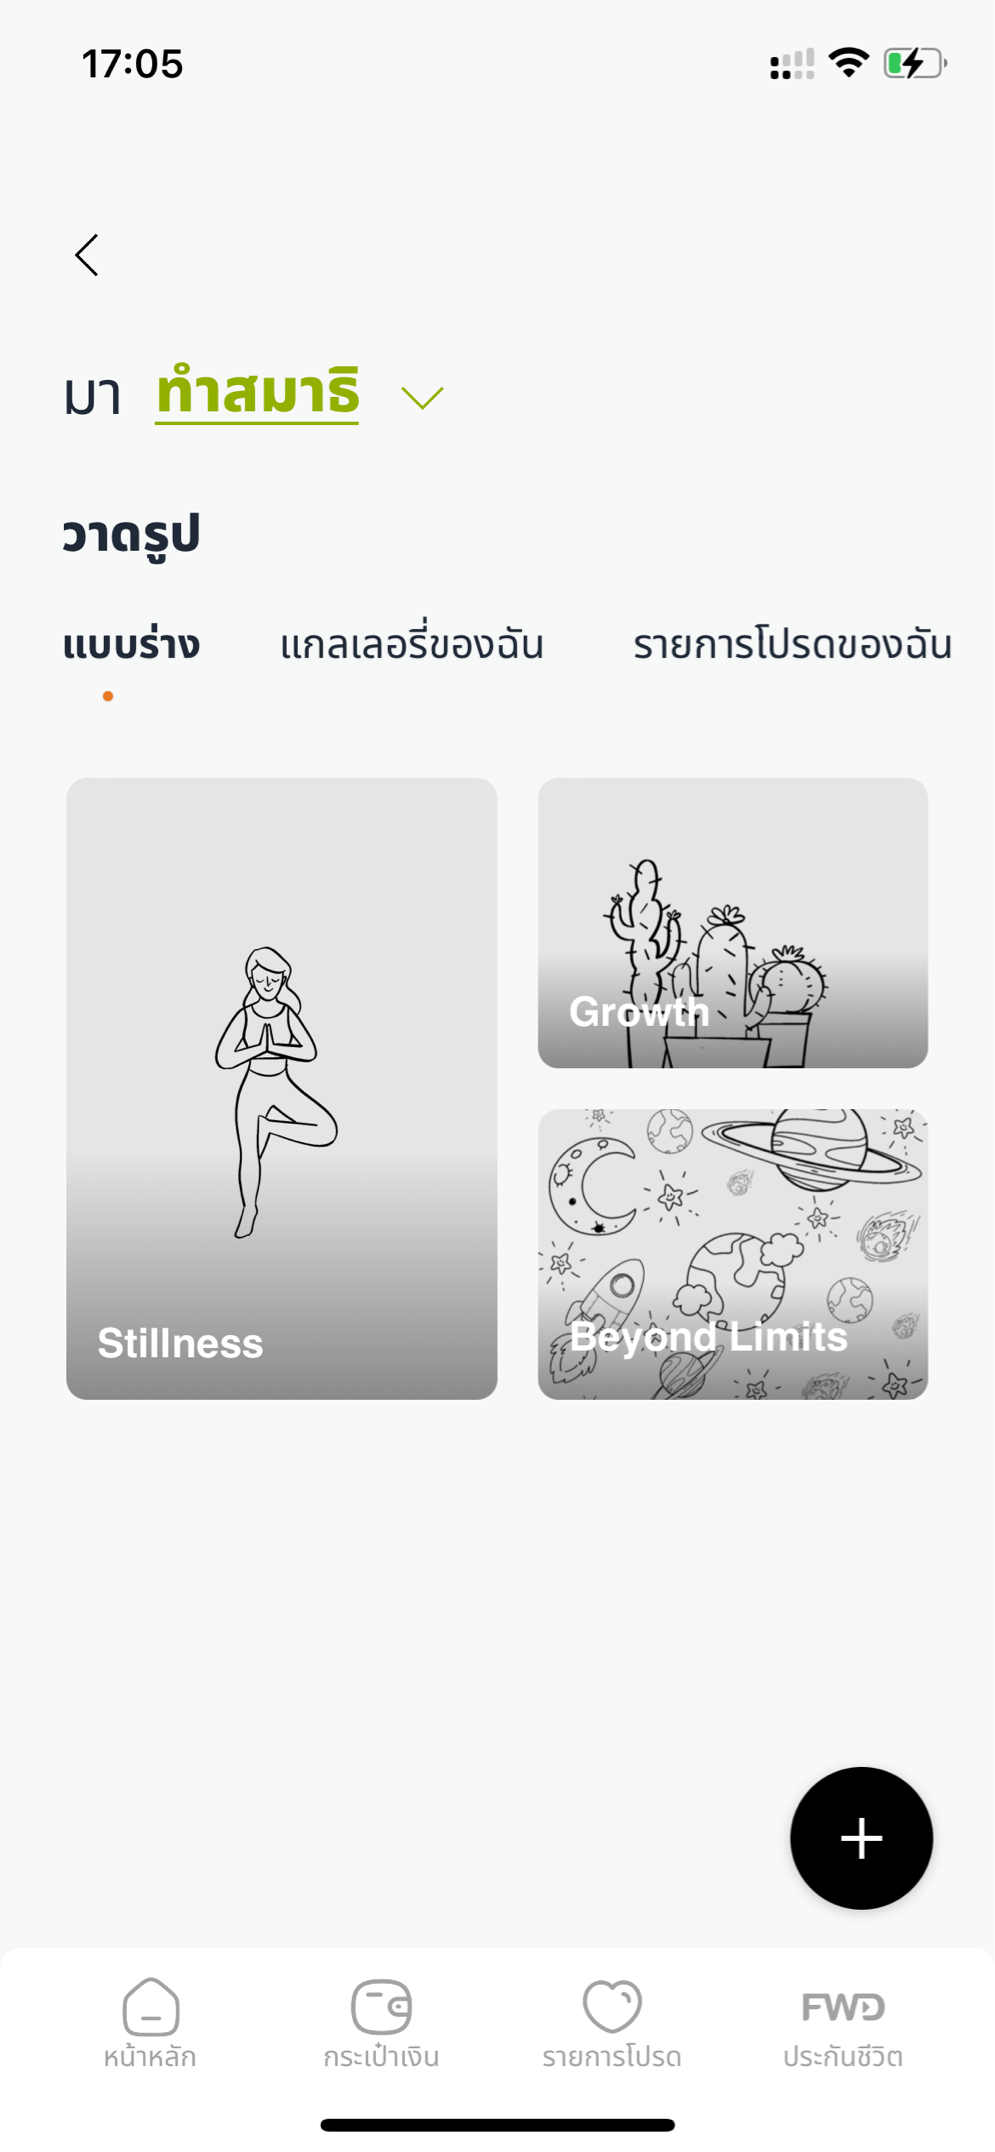 17:05
มา ทำสมาธิ
วาดรูป
แบบร่าง แกลเลอรี่ของฉัน รายการโปรดของฉัน
Growth
Stillness
Beyond Limits
FWD
หน้าหลัก กระเป๋าเงิน รายการโปรด ประกันชีวิต